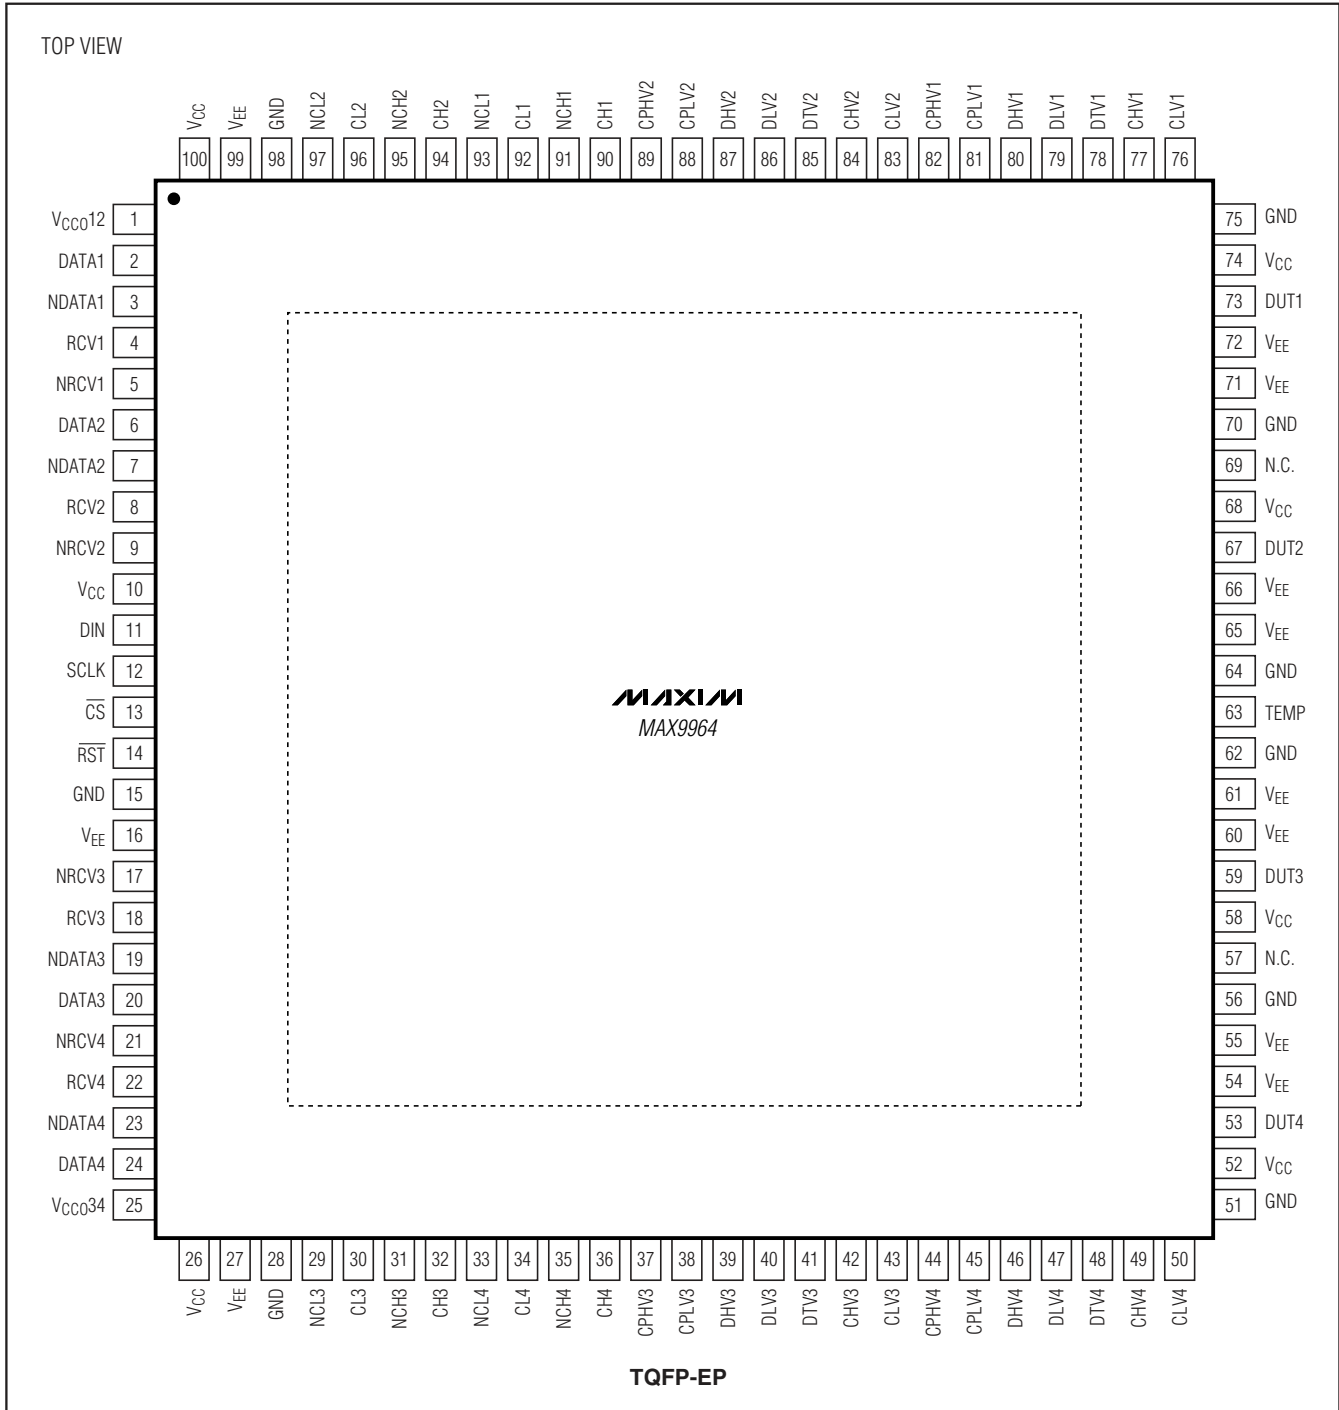 TOP VIEW
VCC VEE GND NCL2 CL2 NCH2 CH2 NCL1 CL1 NCH1 CH1 CPHV2 CPLV2 DHV2 DLV2 DTV2 CHV2 CLV2 CPHV1 CPLV1 DHV1 DLV1 DTV1 CHV1 CLV1
100 99 98 97 96 95 94 93 92 91 90 89 88 87 86 85 84 83 82 81 80 79 78 77 76
VCCO12 1
DATA1 2
NDATA1 3
RCV1 4
NRCV1 5
DATA2 6
NDATA2 7
RCV2 8
NRCV2 9
VCC 10
DIN 11
SCLK 12
C̅S̅ 13
R̅S̅T̅ 14
GND 15
VEE 16
NRCV3 17
RCV3 18
NDATA3 19
DATA3 20
NRCV4 21
RCV4 22
NDATA4 23
DATA4 24
VCCO34 25
MAXIM
MAX9964
75 GND
74 VCC
73 DUT1
72 VEE
71 VEE
70 GND
69 N.C.
68 VCC
67 DUT2
66 VEE
65 VEE
64 GND
63 TEMP
62 GND
61 VEE
60 VEE
59 DUT3
58 VCC
57 N.C.
56 GND
55 VEE
54 VEE
53 DUT4
52 VCC
51 GND
26 27 28 29 30 31 32 33 34 35 36 37 38 39 40 41 42 43 44 45 46 47 48 49 50
VCC VEE GND NCL3 CL3 NCH3 CH3 NCL4 CL4 NCH4 CH4 CPHV3 CPLV3 DHV3 DLV3 DTV3 CHV3 CLV3 CPHV4 CPLV4 DHV4 DLV4 DTV4 CHV4 CLV4
TQFP-EP